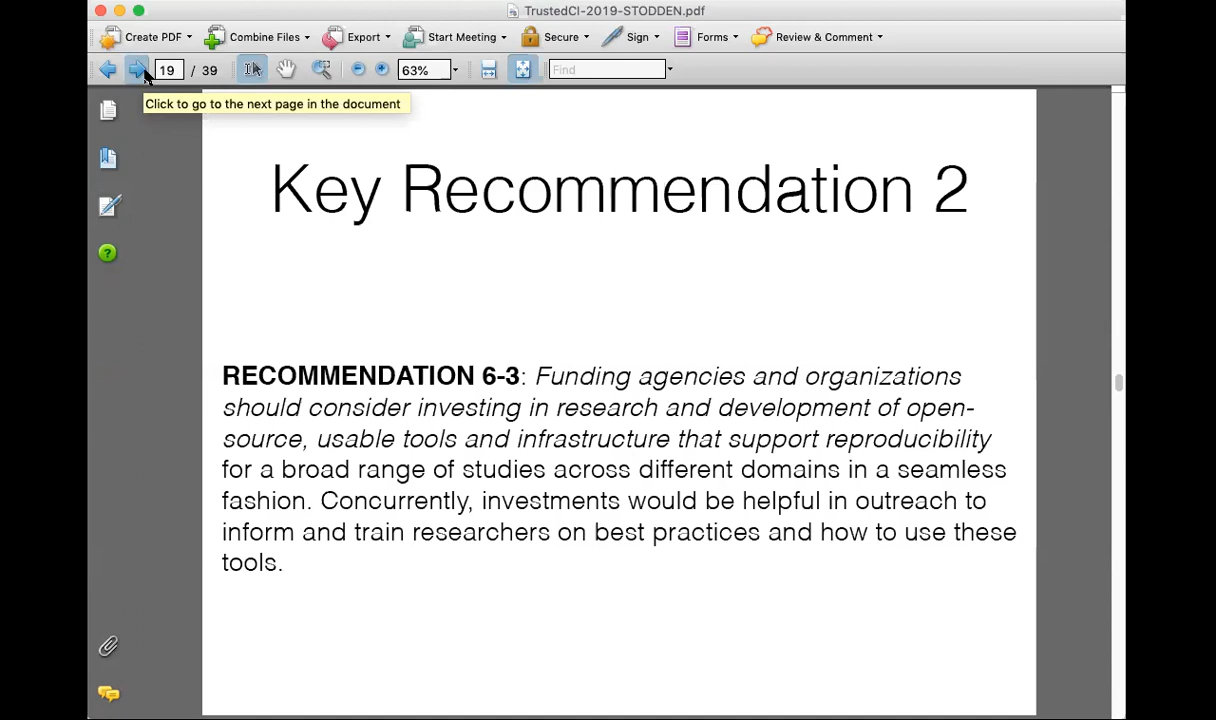 TrustedCI-2019-STODDEN.pdf
Create PDF Combine Files Export Start Meeting Secure Sign Forms Review & Comment
19 / 39 63% Find
Click to go to the next page in the document
Key Recommendation 2
RECOMMENDATION 6-3: Funding agencies and organizations
should consider investing in research and development of open-
source, usable tools and infrastructure that support reproducibility
for a broad range of studies across different domains in a seamless
fashion. Concurrently, investments would be helpful in outreach to
inform and train researchers on best practices and how to use these
tools.